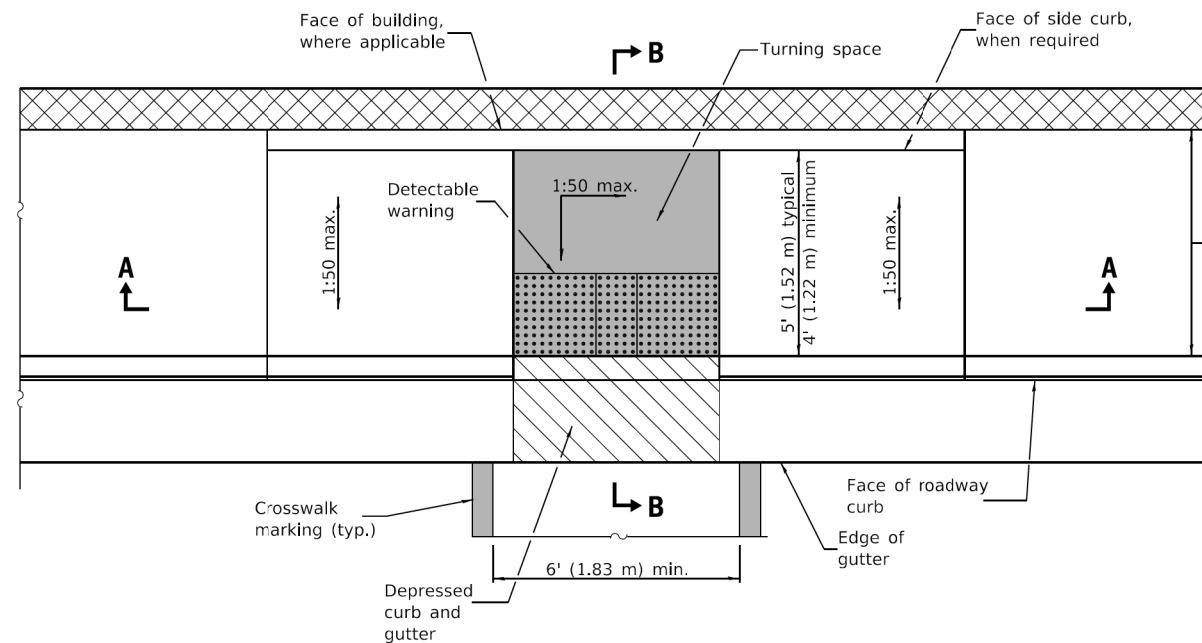 Face of building,
where applicable
B
Turning space
Face of side curb,
when required
Detectable
warning
1:50 max.
1:50 max.
5' (1.52 m) typical
4' (1.22 m) minimum
1:50 max.
A
A
Crosswalk
marking (typ.)
B
Face of roadway
curb
Edge of
gutter
6' (1.83 m) min.
Depressed
curb and
gutter